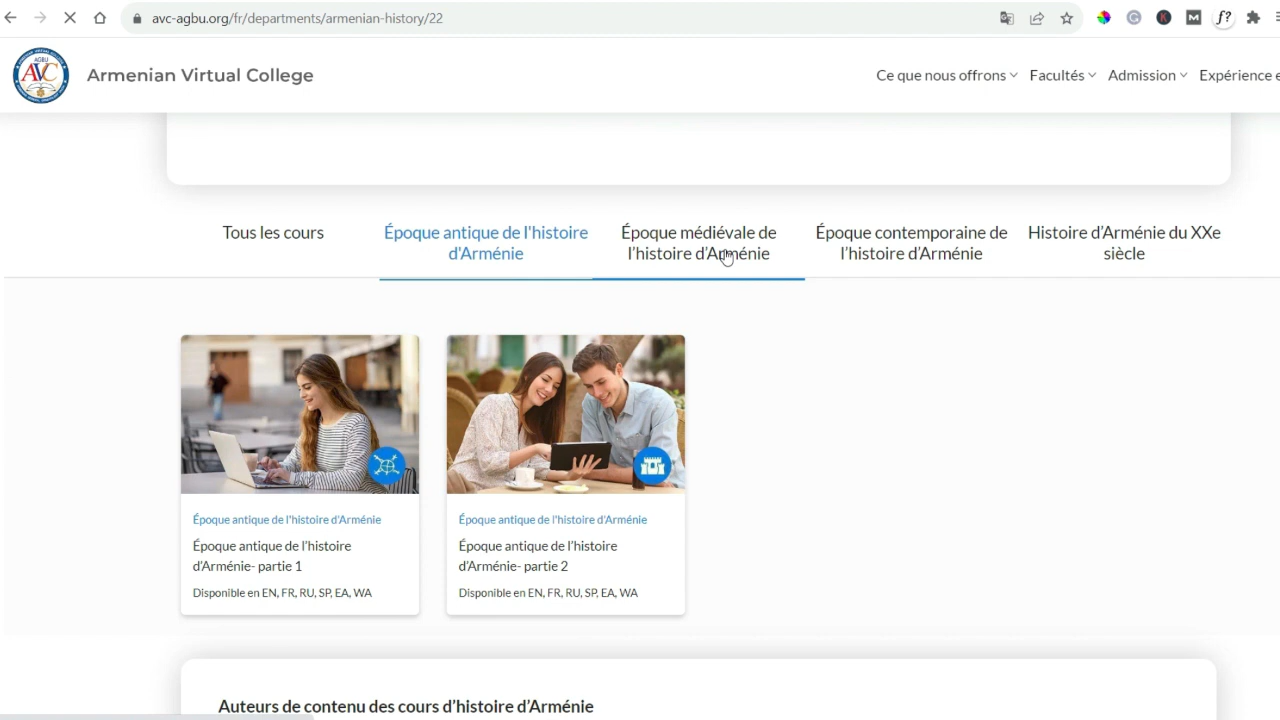 avc-agbu.org/fr/departments/armenian-history/22
AGBU
AVC
Armenian Virtual College
Ce que nous offrons
Facultés
Admission
Expérience e
Tous les cours
Époque antique de l'histoire
d'Arménie
Époque médiévale de
l’histoire d’Arménie
Époque contemporaine de
l’histoire d’Arménie
Histoire d’Arménie du XXe
siècle
Époque antique de l'histoire d'Arménie
Époque antique de l’histoire
d’Arménie- partie 1
Disponible en EN, FR, RU, SP, EA, WA
Époque antique de l'histoire d'Arménie
Époque antique de l’histoire
d’Arménie- partie 2
Disponible en EN, FR, RU, SP, EA, WA
Auteurs de contenu des cours d’histoire d’Arménie